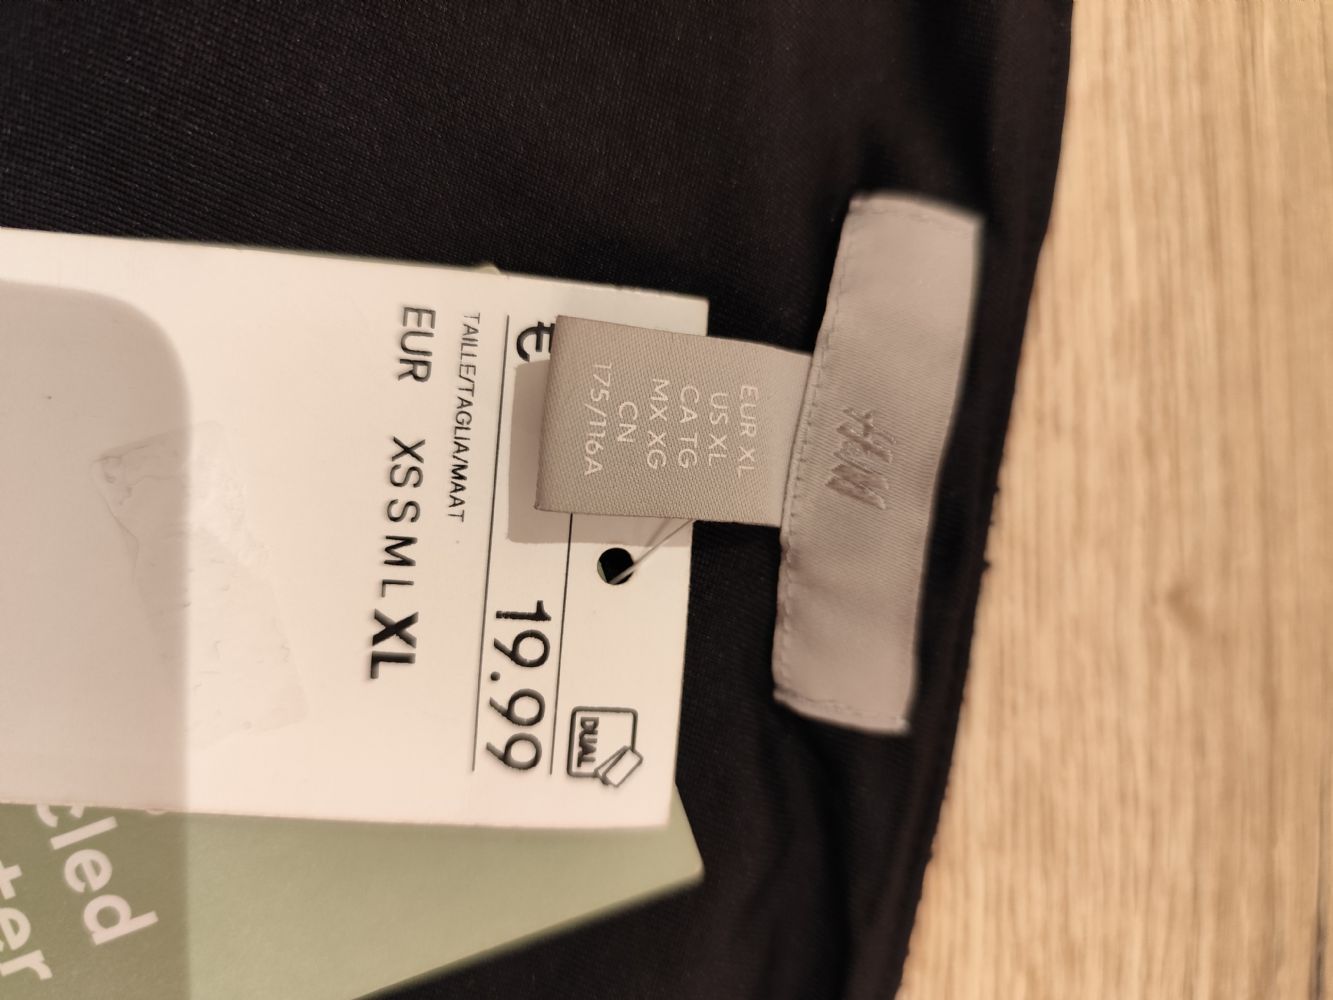 H&M
EUR XL
US XL
CA TG
MX XG
CN
175/116A
DUAL
€ 19.99
TAILLE/TAGLIA/MAAT
EUR XS S M L XL
cled
ter